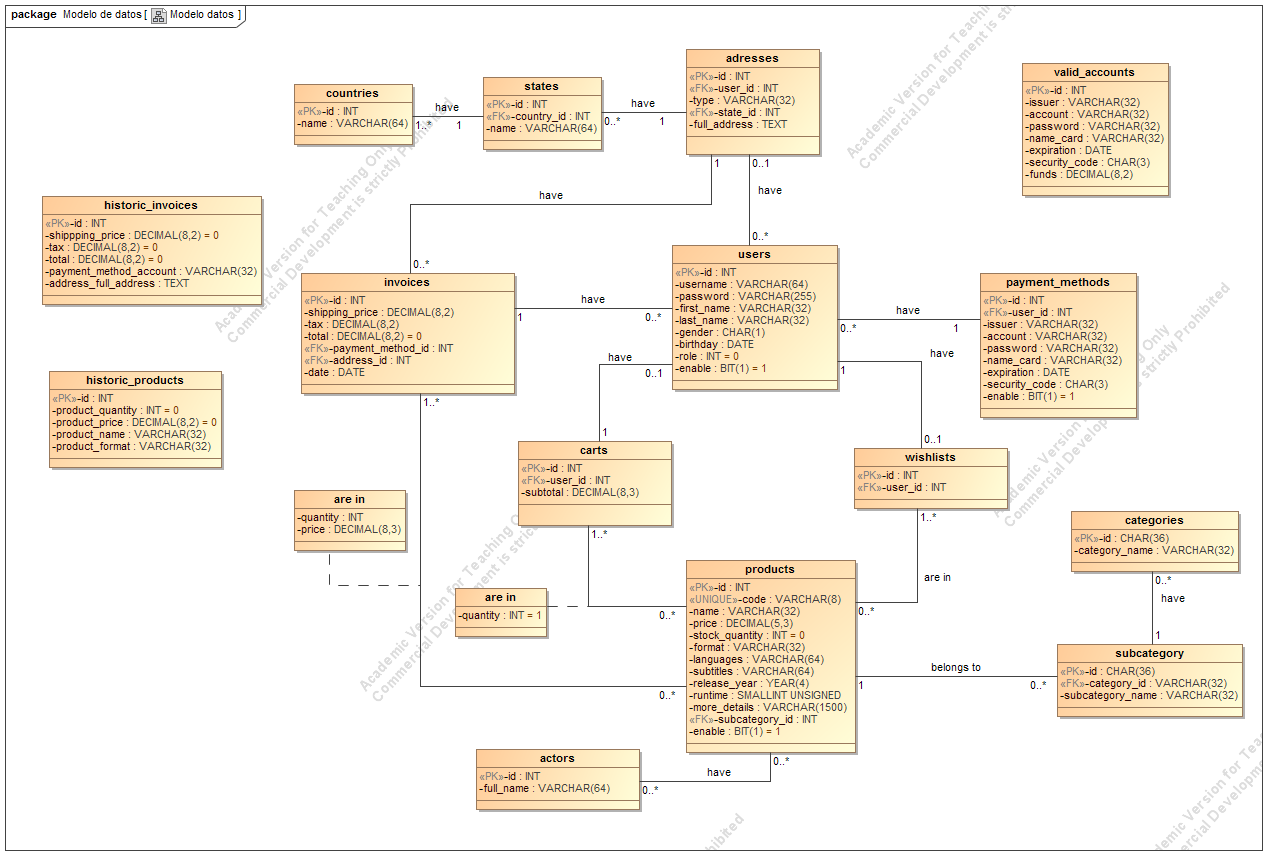 package Modelo de datos [ Modelo datos ]
countries
«PK»-id : INT
-name : VARCHAR(64)
have
1..*
1
states
«PK»-id : INT
«FK»-country_id : INT
-name : VARCHAR(64)
have
0..*
1
adresses
«PK»-id : INT
«FK»-user_id : INT
-type : VARCHAR(32)
«FK»-state_id : INT
-full_address : TEXT
valid_accounts
«PK»-id : INT
-issuer : VARCHAR(32)
-account : VARCHAR(32)
-password : VARCHAR(32)
-name_card : VARCHAR(32)
-expiration : DATE
-security_code : CHAR(3)
-funds : DECIMAL(8,2)
1
0..1
have
have
0..*
0..*
historic_invoices
«PK»-id : INT
-shippping_price : DECIMAL(8,2) = 0
-tax : DECIMAL(8,2) = 0
-total : DECIMAL(8,2) = 0
-payment_method_account : VARCHAR(32)
-address_full_address : TEXT
invoices
«PK»-id : INT
-shipping_price : DECIMAL(8,2)
-tax : DECIMAL(8,2)
-total : DECIMAL(8,2) = 0
«FK»-payment_method_id : INT
«FK»-address_id : INT
-date : DATE
have
1
0..*
users
«PK»-id : INT
-username : VARCHAR(64)
-password : VARCHAR(255)
-first_name : VARCHAR(32)
-last_name : VARCHAR(32)
-gender : CHAR(1)
-birthday : DATE
-role : INT = 0
-enable : BIT(1) = 1
have
0..*
1
payment_methods
«PK»-id : INT
«FK»-user_id : INT
-issuer : VARCHAR(32)
-account : VARCHAR(32)
-password : VARCHAR(32)
-name_card : VARCHAR(32)
-expiration : DATE
-security_code : CHAR(3)
-enable : BIT(1) = 1
have
0..1
1
have
1
0..1
historic_products
«PK»-id : INT
-product_quantity : INT = 0
-product_price : DECIMAL(8,2) = 0
-product_name : VARCHAR(32)
-product_format : VARCHAR(32)
1..*
carts
«PK»-id : INT
«FK»-user_id : INT
-subtotal : DECIMAL(8,3)
1..*
wishlists
«PK»-id : INT
«FK»-user_id : INT
1..*
are in
0..*
are in
-quantity : INT
-price : DECIMAL(8,3)
are in
-quantity : INT = 1
0..*
0..*
products
«PK»-id : INT
«UNIQUE»-code : VARCHAR(8)
-name : VARCHAR(32)
-price : DECIMAL(5,3)
-stock_quantity : INT = 0
-format : VARCHAR(32)
-languages : VARCHAR(64)
-subtitles : VARCHAR(64)
-release_year : YEAR(4)
-runtime : SMALLINT UNSIGNED
-more_details : VARCHAR(1500)
«FK»-subcategory_id : INT
-enable : BIT(1) = 1
categories
«PK»-id : CHAR(36)
-category_name : VARCHAR(32)
0..*
have
1
subcategory
«PK»-id : CHAR(36)
«FK»-category_id : VARCHAR(32)
-subcategory_name : VARCHAR(32)
belongs to
1
0..*
actors
«PK»-id : INT
-full_name : VARCHAR(64)
have
0..*
0..*